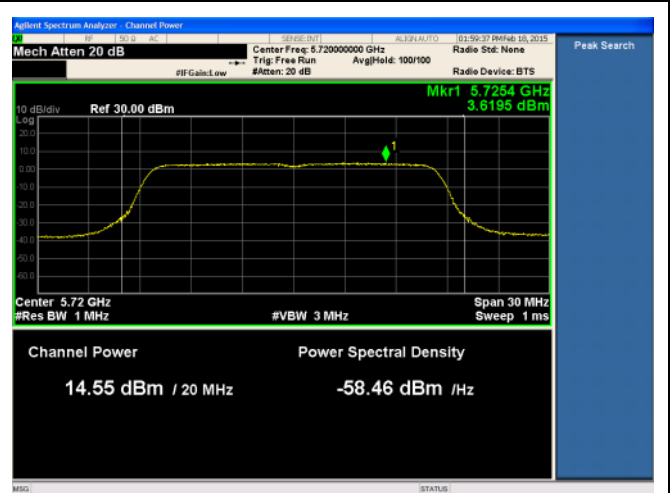 Agilent Spectrum Analyzer - Channel Power
RF 50 Ω AC SENSE:INT ALIGN AUTO 01:59:37 PM Feb 18, 2015
Mech Atten 20 dB
Center Freq: 5.720000000 GHz
Radio Std: None
Peak Search
Trig: Free Run Avg|Hold: 100/100
#IFGain:Low
#Atten: 20 dB
Radio Device: BTS
Mkr1 5.7254 GHz
3.6195 dBm
10 dB/div Ref 30.00 dBm
Log
20.0
10.0
0.00
-10.0
-20.0
-30.0
-40.0
-50.0
-60.0
1
Center 5.72 GHz Span 30 MHz
#Res BW 1 MHz #VBW 3 MHz Sweep 1 ms
Channel Power Power Spectral Density
14.55 dBm / 20 MHz -58.46 dBm /Hz
MSG STATUS